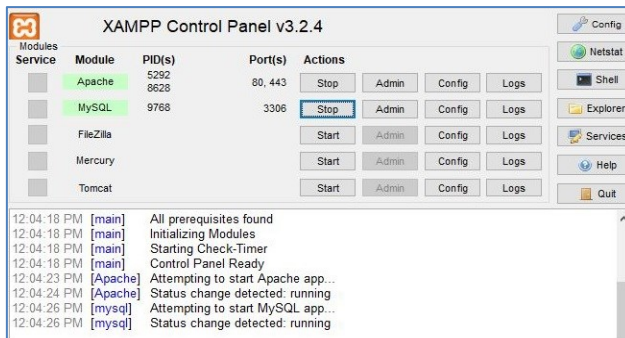 XAMPP Control Panel v3.2.4
Modules
Service Module PID(s) Port(s) Actions
Apache 5292 8628 80, 443 Stop Admin Config Logs
MySQL 9768 3306 Stop Admin Config Logs
FileZilla Start Admin Config Logs
Mercury Start Admin Config Logs
Tomcat Start Admin Config Logs
Config
Netstat
Shell
Explorer
Services
Help
Quit
12:04:18 PM [main] All prerequisites found
12:04:18 PM [main] Initializing Modules
12:04:18 PM [main] Starting Check-Timer
12:04:18 PM [main] Control Panel Ready
12:04:23 PM [Apache] Attempting to start Apache app...
12:04:24 PM [Apache] Status change detected: running
12:04:26 PM [mysql] Attempting to start MySQL app...
12:04:26 PM [mysql] Status change detected: running